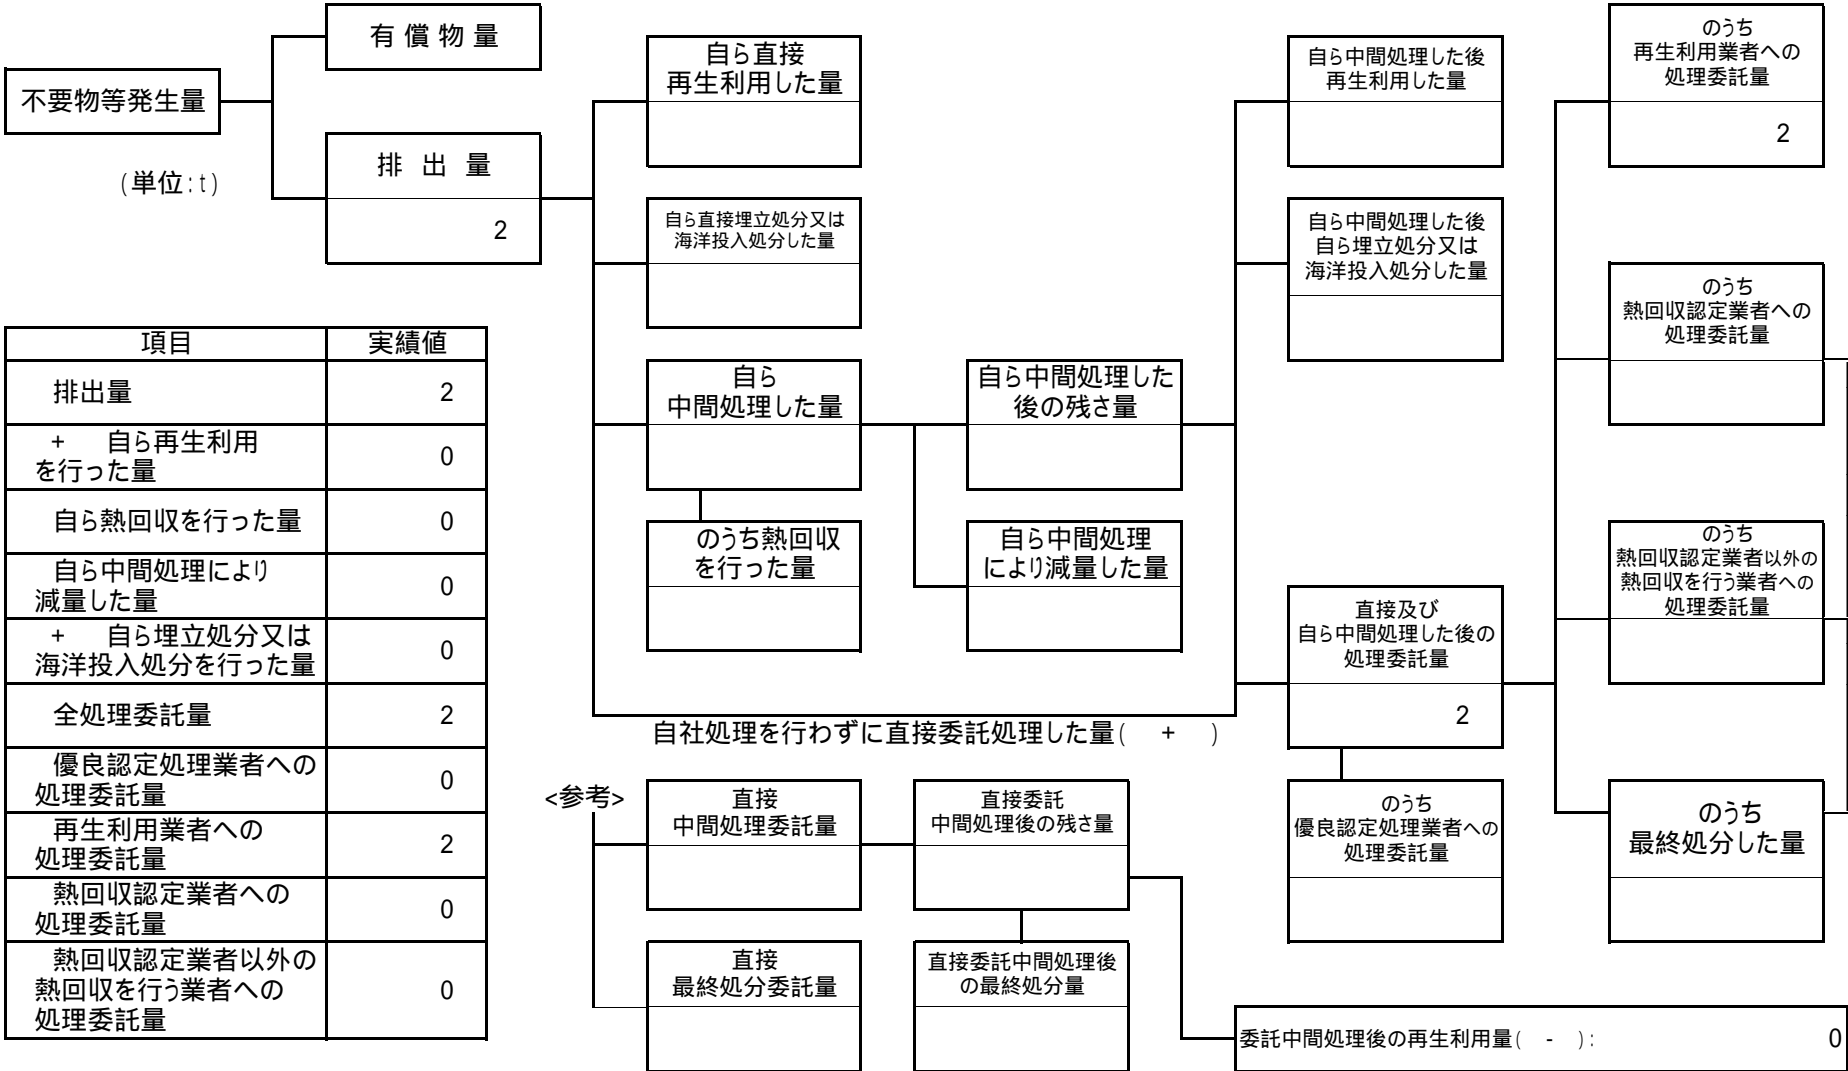 不要物等発生量
(単位:t)
有 償 物 量
排 出 量
2
自ら直接
再生利用した量
自ら直接埋立処分又は
海洋投入処分した量
自ら
中間処理した量
のうち熱回収
を行った量
自ら中間処理した
後の残さ量
自ら中間処理
により減量した量
自ら中間処理した後
再生利用した量
自ら中間処理した後
自ら埋立処分又は
海洋投入処分した量
直接及び
自ら中間処理した後の
処理委託量
2
のうち
優良認定処理業者への
処理委託量
のうち
再生利用業者への
処理委託量
2
のうち
熱回収認定業者への
処理委託量
のうち
熱回収認定業者以外の
熱回収を行う業者への
処理委託量
のうち
最終処分した量
自社処理を行わずに直接委託処理した量( + )
項目 実績値
排出量 2
+ 自ら再生利用
を行った量 0
自ら熱回収を行った量 0
自ら中間処理により
減量した量 0
+ 自ら埋立処分又は
海洋投入処分を行った量 0
全処理委託量 2
優良認定処理業者への
処理委託量 0
再生利用業者への
処理委託量 2
熱回収認定業者への
処理委託量 0
熱回収認定業者以外の
熱回収を行う業者への
処理委託量 0
<参考>
直接
中間処理委託量
直接委託
中間処理後の残さ量
直接
最終処分委託量
直接委託中間処理後
の最終処分量
委託中間処理後の再生利用量( - ): 0